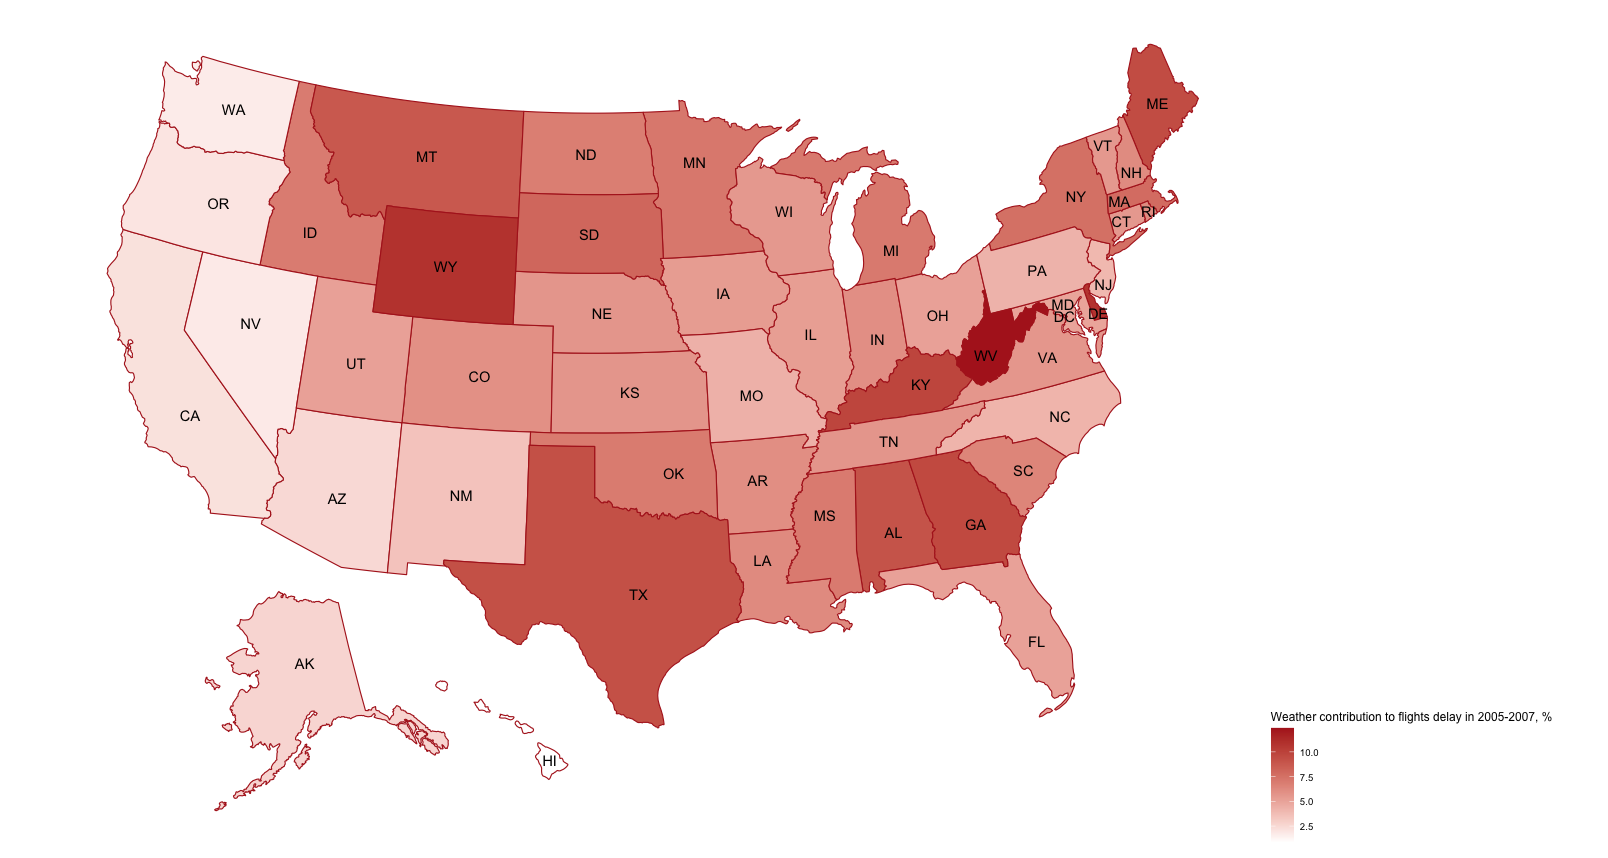 ME
WA
VT
ND
MT
MN
NH
NY
MA
OR
WI
RI
CT
ID
SD
MI
WY
PA
NJ
IA
MD
NE
DE
OH
DC
NV
IL
IN
WV
VA
UT
CO
KY
KS
MO
CA
NC
TN
SC
OK
AR
NM
AZ
MS
GA
AL
LA
TX
FL
AK
HI
Weather contribution to flights delay in 2005-2007, %
10.0
7.5
5.0
2.5